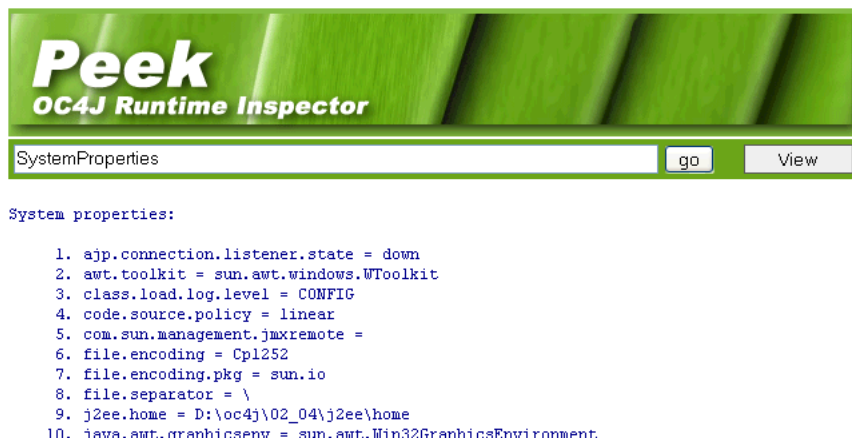 Peek
OC4J Runtime Inspector
SystemProperties go View
System properties:
1. ajp.connection.listener.state = down
2. awt.toolkit = sun.awt.windows.WToolkit
3. class.load.log.level = CONFIG
4. code.source.policy = linear
5. com.sun.management.jmxremote =
6. file.encoding = Cp1252
7. file.encoding.pkg = sun.io
8. file.separator = \
9. j2ee.home = D:\oc4j\02_04\j2ee\home
10. java.awt.graphicsenv = sun.awt.Win32GraphicsEnvironment